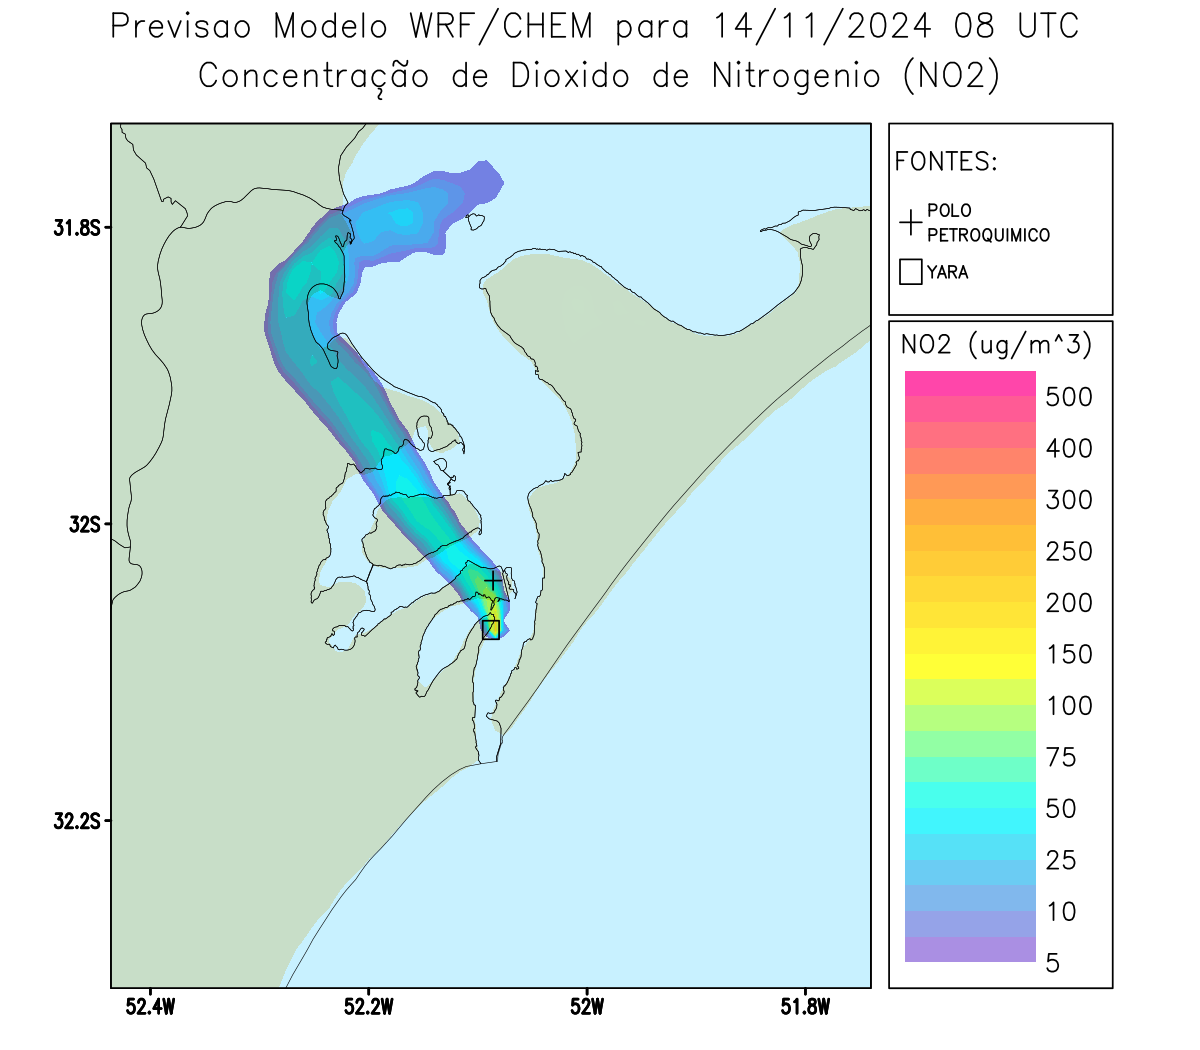 Previsao Modelo WRF/CHEM para 14/11/2024 08 UTC
Concentração de Dioxido de Nitrogenio (NO2)
FONTES:
POLO
PETROQUIMICO
YARA
NO2 (ug/m^3)
500
400
300
250
200
150
100
75
50
25
10
5
31.8S
32S
32.2S
52.4W
52.2W
52W
51.8W